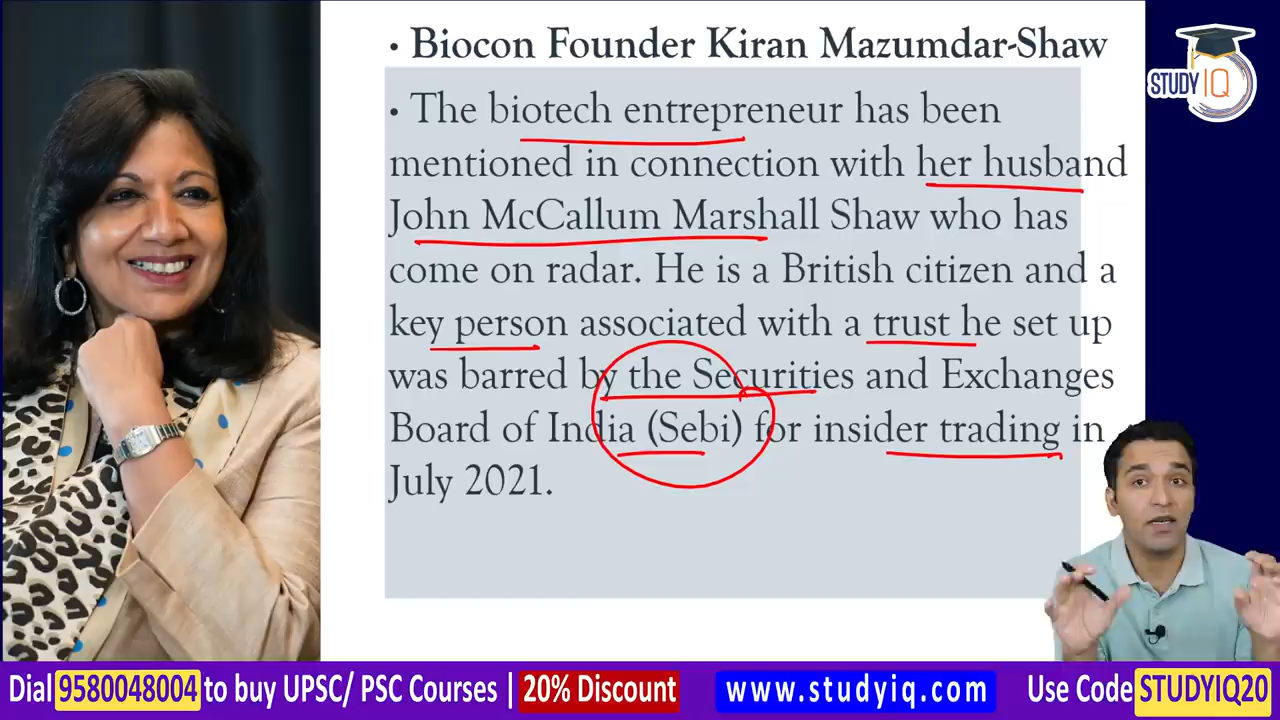 • Biocon Founder Kiran Mazumdar-Shaw
STUDY IQ
• The biotech entrepreneur has been
mentioned in connection with her husband
John McCallum Marshall Shaw who has
come on radar. He is a British citizen and a
key person associated with a trust he set up
was barred by the Securities and Exchanges
Board of India (Sebi) for insider trading in
July 2021.
Dial 9580048004 to buy UPSC/ PSC Courses | 20% Discount www.studyiq.com Use Code STUDYIQ20